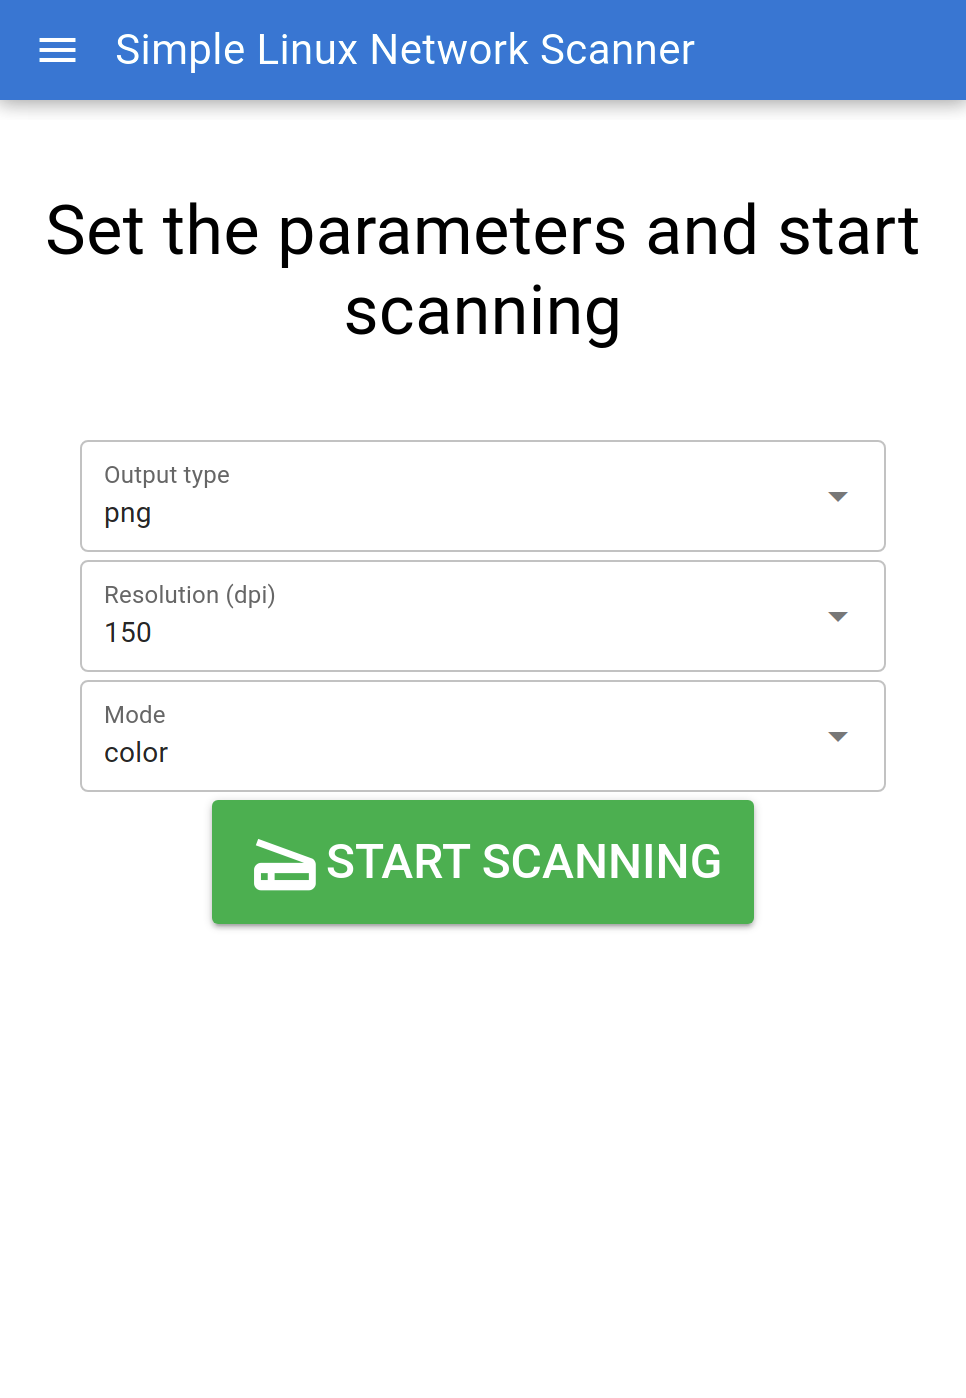 Simple Linux Network Scanner
Set the parameters and start
scanning
Output type
png
Resolution (dpi)
150
Mode
color
START SCANNING